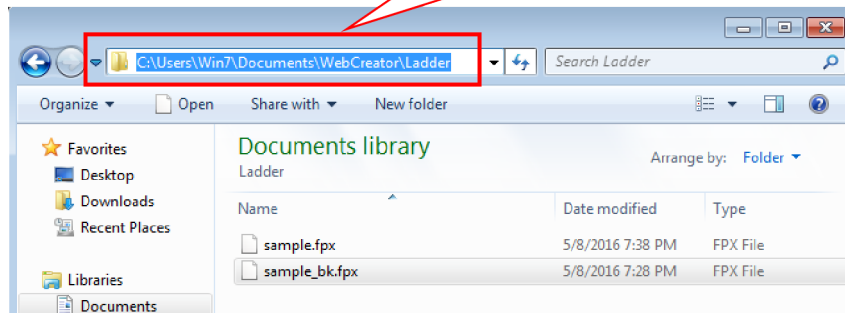 C:\Users\Win7\Documents\WebCreator\Ladder
Search Ladder
Organize Open Share with New folder
Favorites
Desktop
Downloads
Recent Places
Libraries
Documents
Documents library
Ladder
Arrange by: Folder
Name Date modified Type
sample.fpx 5/8/2016 7:38 PM FPX File
sample_bk.fpx 5/8/2016 7:28 PM FPX File